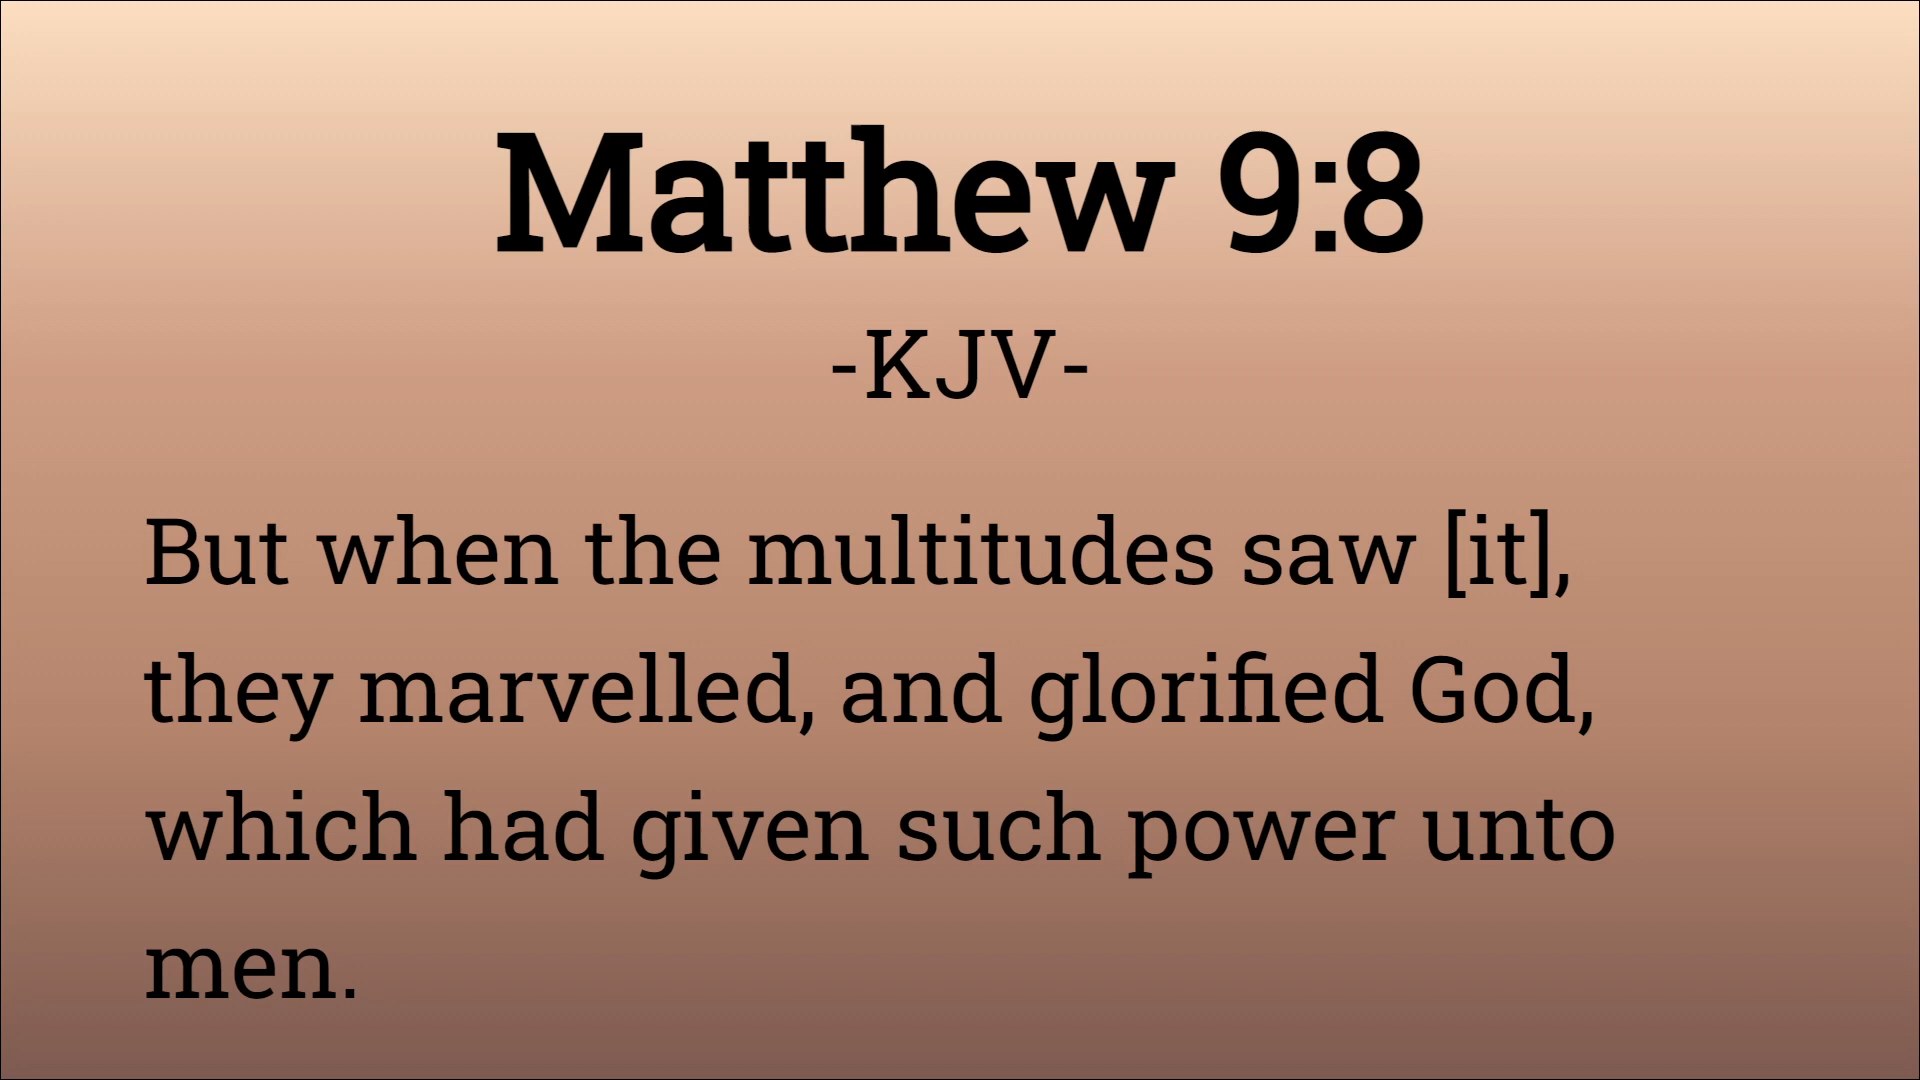 Matthew 9:8
-KJV-
But when the multitudes saw [it],
they marvelled, and glorified God,
which had given such power unto
men.